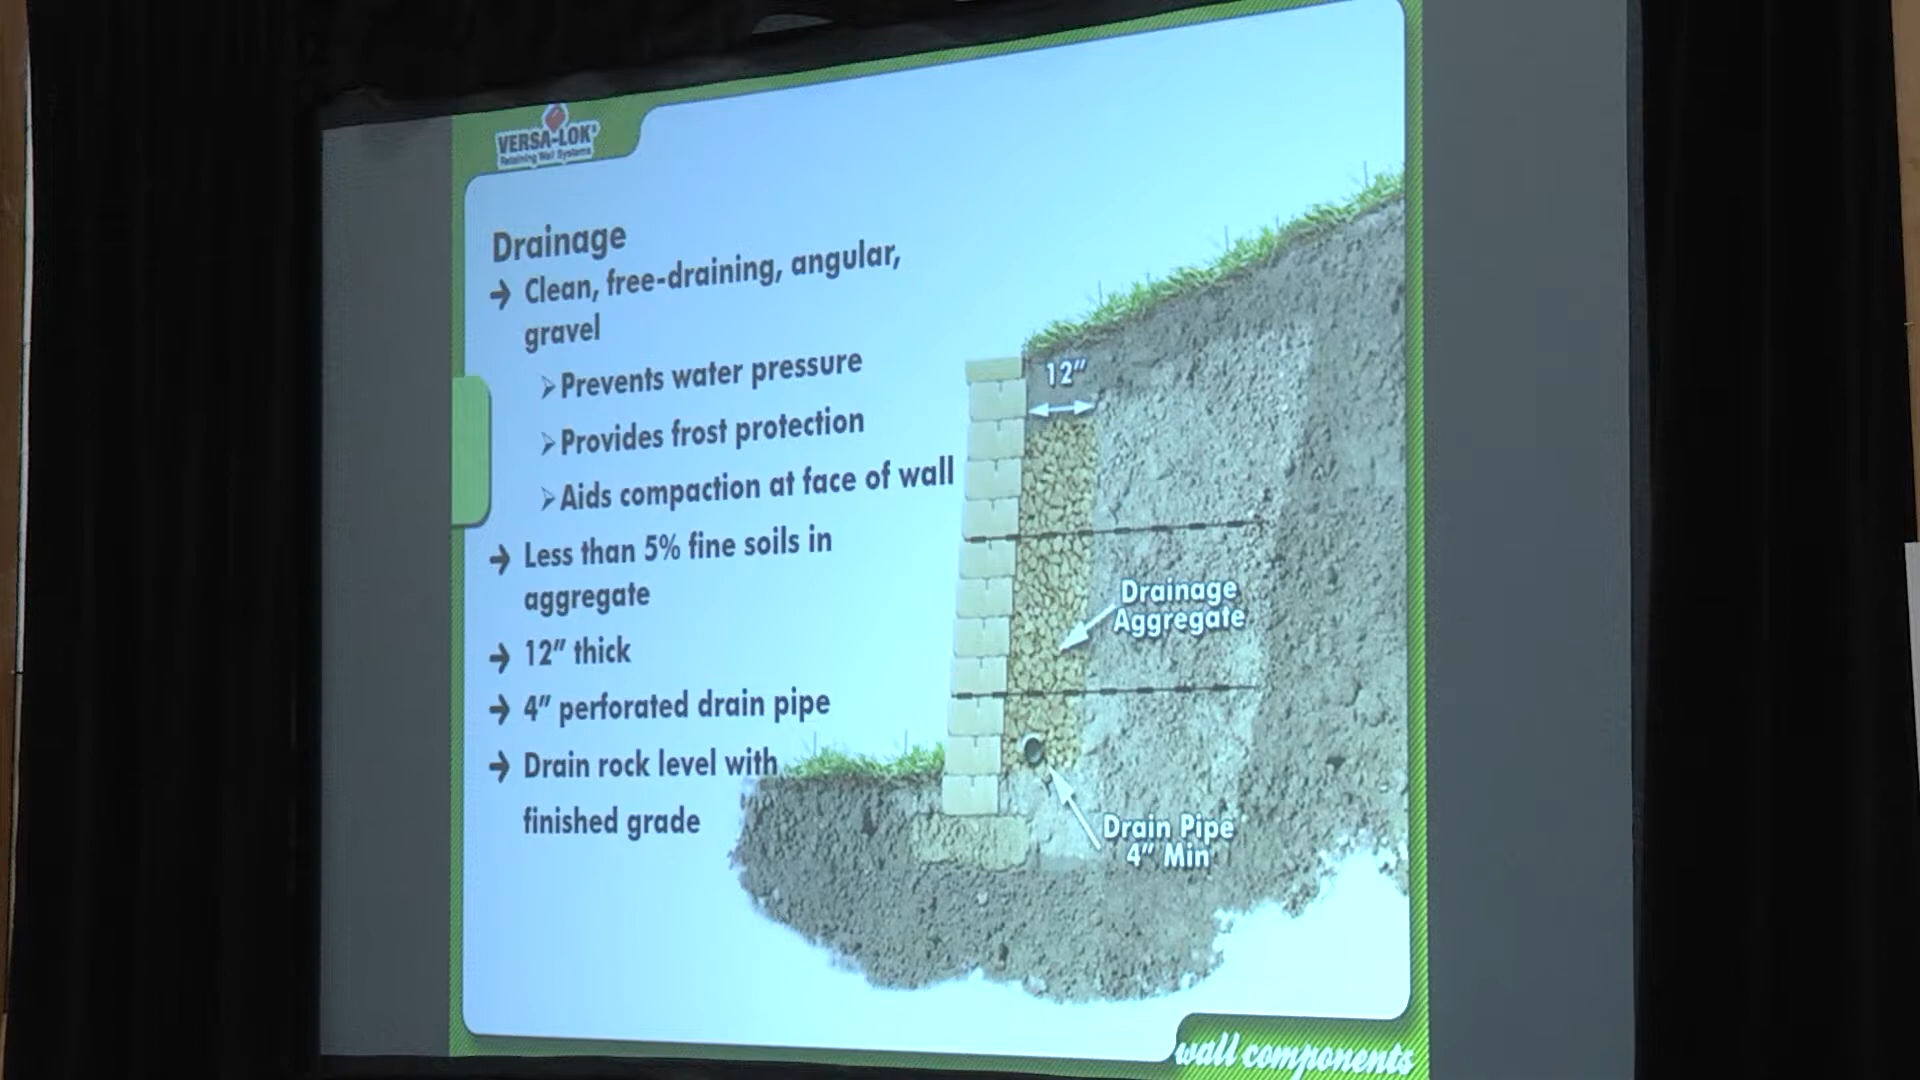 VERSA-LOK®
Retaining Wall Systems
Drainage
→ Clean, free-draining, angular,
gravel
➢ Prevents water pressure
➢ Provides frost protection
➢ Aids compaction at face of wall
→ Less than 5% fine soils in
aggregate
→ 12” thick
→ 4” perforated drain pipe
→ Drain rock level with
finished grade
12”
Drainage
Aggregate
Drain Pipe
4” Min
wall components